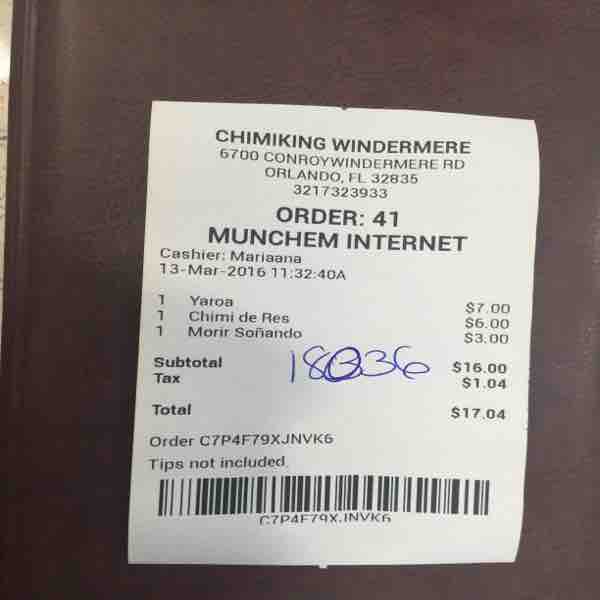 CHIMIKING WINDERMERE
6700 CONROYWINDERMERE RD
ORLANDO, FL 32835
3217323933
ORDER: 41
MUNCHEM INTERNET
Cashier: Mariaana
13-Mar-2016 11:32:40A
1 Yaroa $7.00
1 Chimi de Res $6.00
1 Morir Soñando $3.00
Subtotal $16.00
Tax $1.04
Total $17.04
Order C7P4F79XJNVK6
Tips not included.
C7P4F79XJNVK6